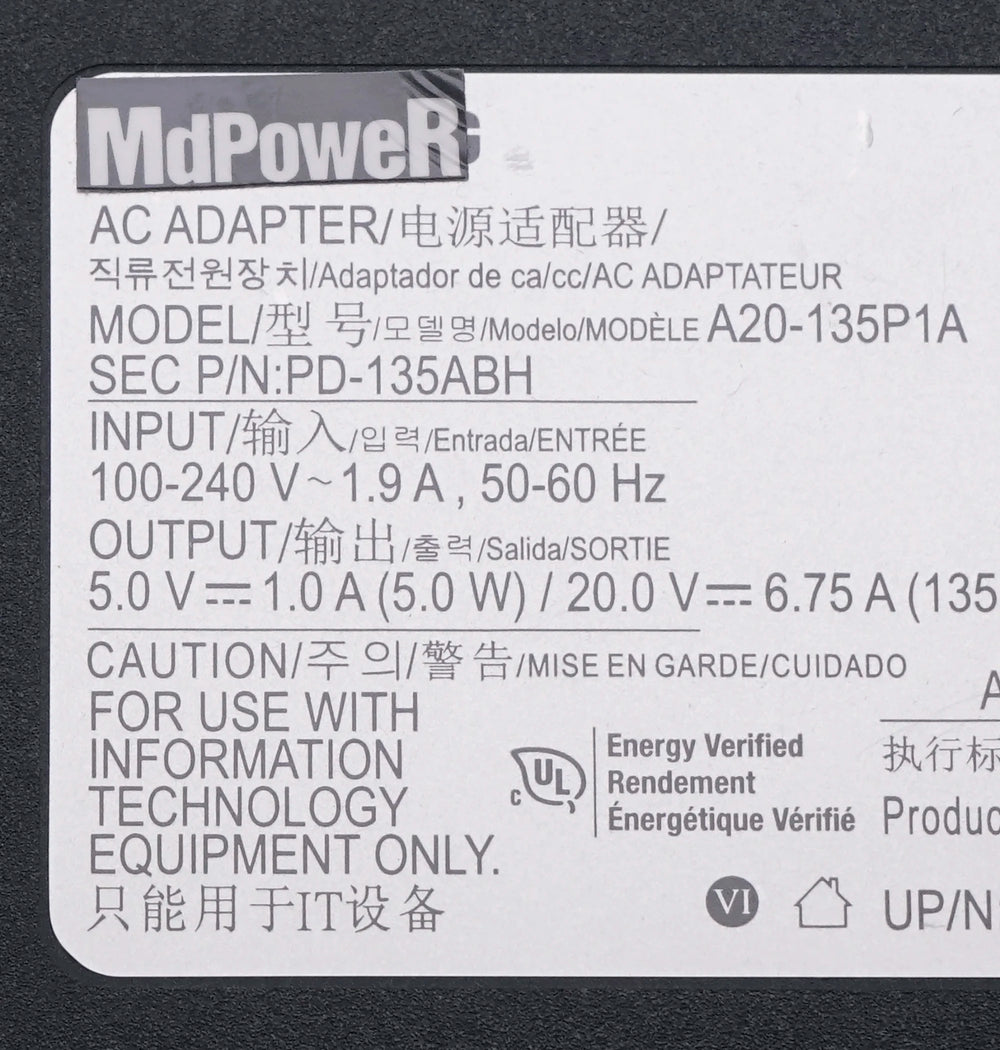 MdPoweR
AC ADAPTER/电源适配器/
직류전원장치/Adaptador de ca/cc/AC ADAPTATEUR
MODEL/型 号/모델명/Modelo/MODÈLE A20-135P1A
SEC P/N:PD-135ABH
INPUT/输入/입력/Entrada/ENTRÉE
100-240 V~1.9 A , 50-60 Hz
OUTPUT/输出/출력/Salida/SORTIE
5.0 V⎓1.0 A (5.0 W) / 20.0 V⎓ 6.75 A (135
CAUTION/주 의/警告/MISE EN GARDE/CUIDADO
FOR USE WITH
INFORMATION
TECHNOLOGY
EQUIPMENT ONLY.
只能用于IT设备
c UL
Energy Verified
Rendement
Énergétique Vérifié
VI
A
执行标
Produc
UP/N